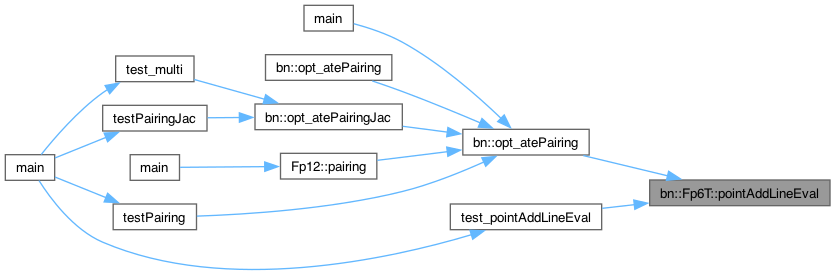 main
bn::opt_atePairing
test_multi
bn::opt_atePairingJac
testPairingJac
bn::opt_atePairing
main
main
Fp12::pairing
bn::Fp6T::pointAddLineEval
testPairing
test_pointAddLineEval